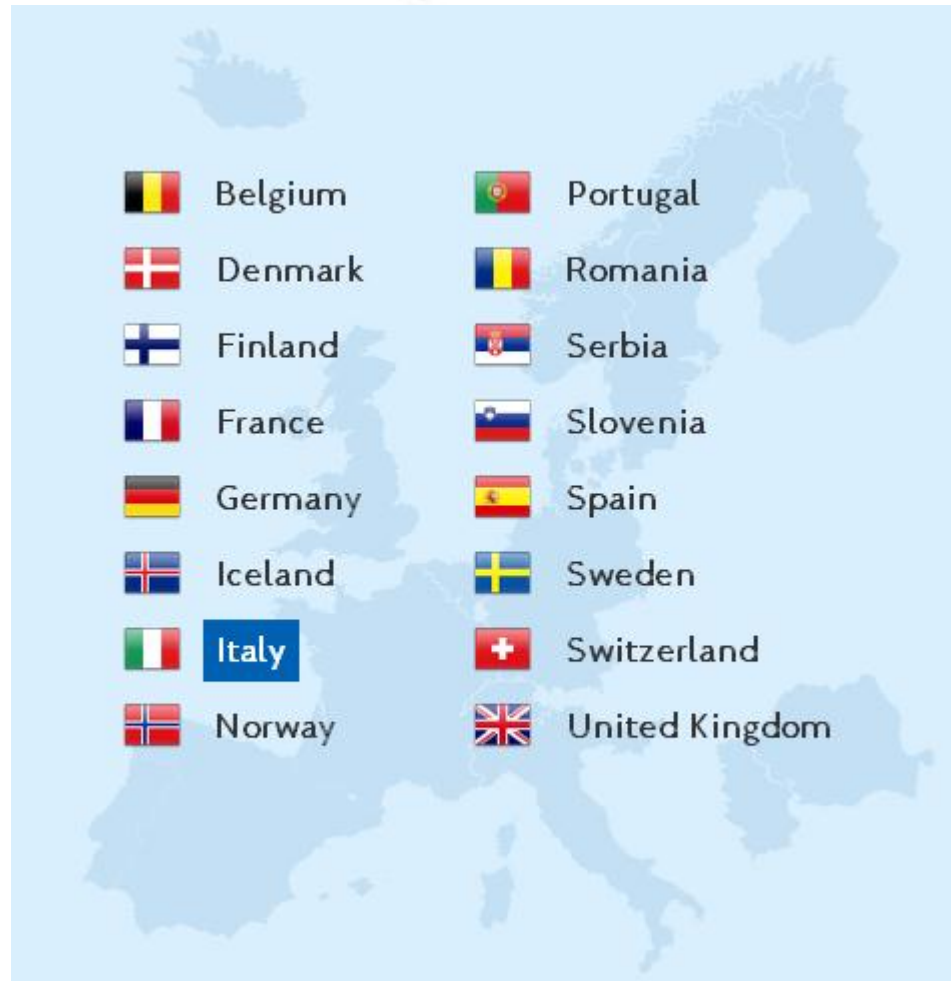 Belgium
Denmark
Finland
France
Germany
Iceland
Italy
Norway
Portugal
Romania
Serbia
Slovenia
Spain
Sweden
Switzerland
United Kingdom